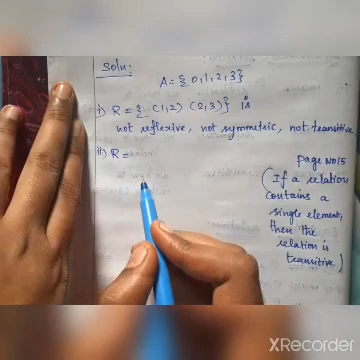 Soln:
A = {0,1,2,3}
i) R = { (1,2) (2,3)} is
not reflexive, not symmetric, not transitive
ii) R =
page No 15
(If a relation
contains a
single element,
then the
relation is
transitive)
XRECORDER